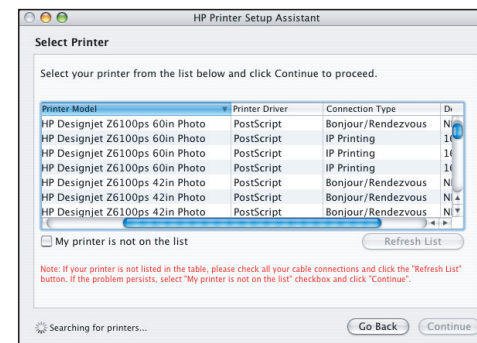 HP Printer Setup Assistant
Select Printer
Select your printer from the list below and click Continue to proceed.
Printer Model Printer Driver Connection Type
HP Designjet Z6100ps 60in Photo PostScript Bonjour/Rendezvous
HP Designjet Z6100ps 60in Photo PostScript IP Printing
HP Designjet Z6100ps 60in Photo PostScript IP Printing
HP Designjet Z6100ps 60in Photo PostScript IP Printing
HP Designjet Z6100ps 42in Photo PostScript Bonjour/Rendezvous
HP Designjet Z6100ps 42in Photo PostScript Bonjour/Rendezvous
HP Designjet Z6100ps 42in Photo PostScript Bonjour/Rendezvous
My printer is not on the list Refresh List
Note: If your printer is not listed in the table, please check all your cable connections and click the "Refresh List"
button. If the problem persists, select "My printer is not on the list" checkbox and click "Continue".
Searching for printers... Go Back Continue